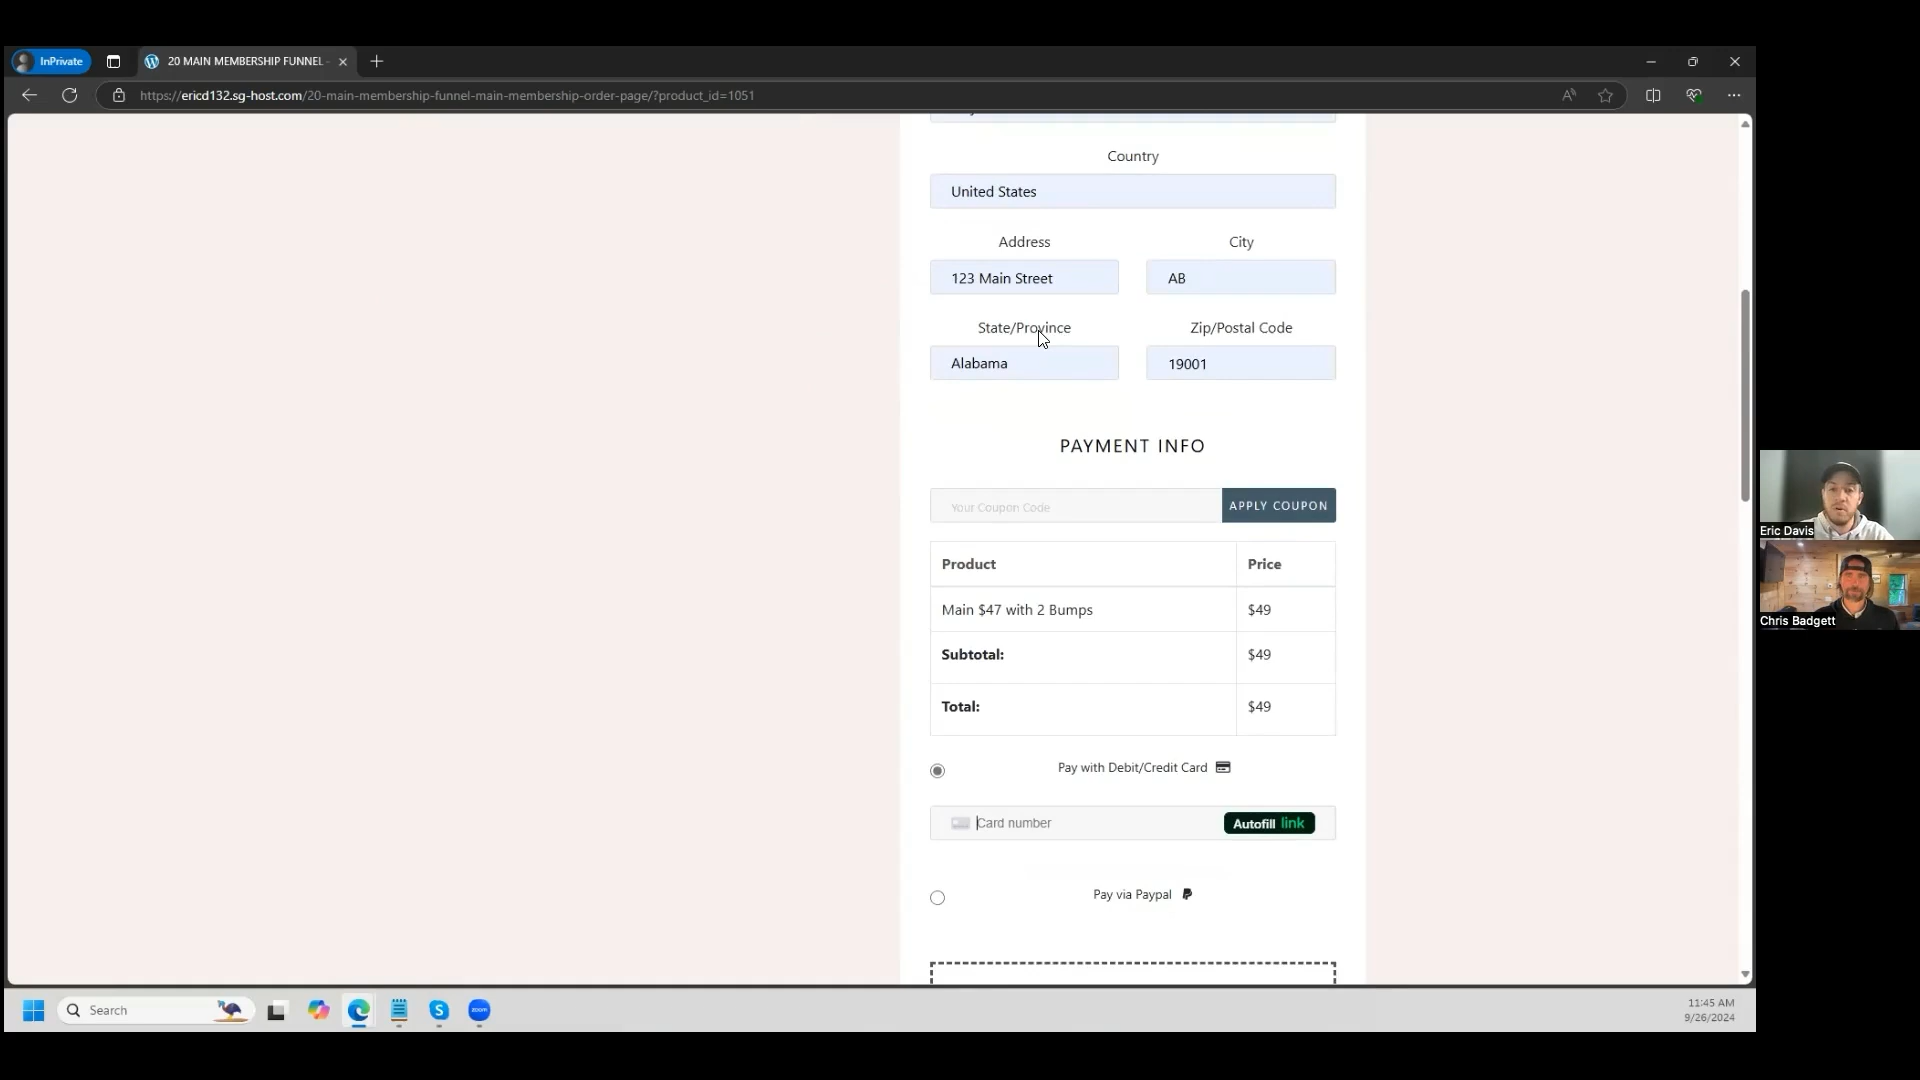 InPrivate
20 MAIN MEMBERSHIP FUNNEL -
https://ericd132.sg-host.com/20-main-membership-funnel-main-membership-order-page/?product_id=1051
Country
United States
Address City
123 Main Street AB
State/Province Zip/Postal Code
Alabama 19001
PAYMENT INFO
Your Coupon Code APPLY COUPON
Product Price
Main $47 with 2 Bumps $49
Subtotal: $49
Total: $49
Pay with Debit/Credit Card
Card number Autofill link
Pay via Paypal
Eric Davis
Chris Badgett
Search
zoom
11:45 AM
9/26/2024